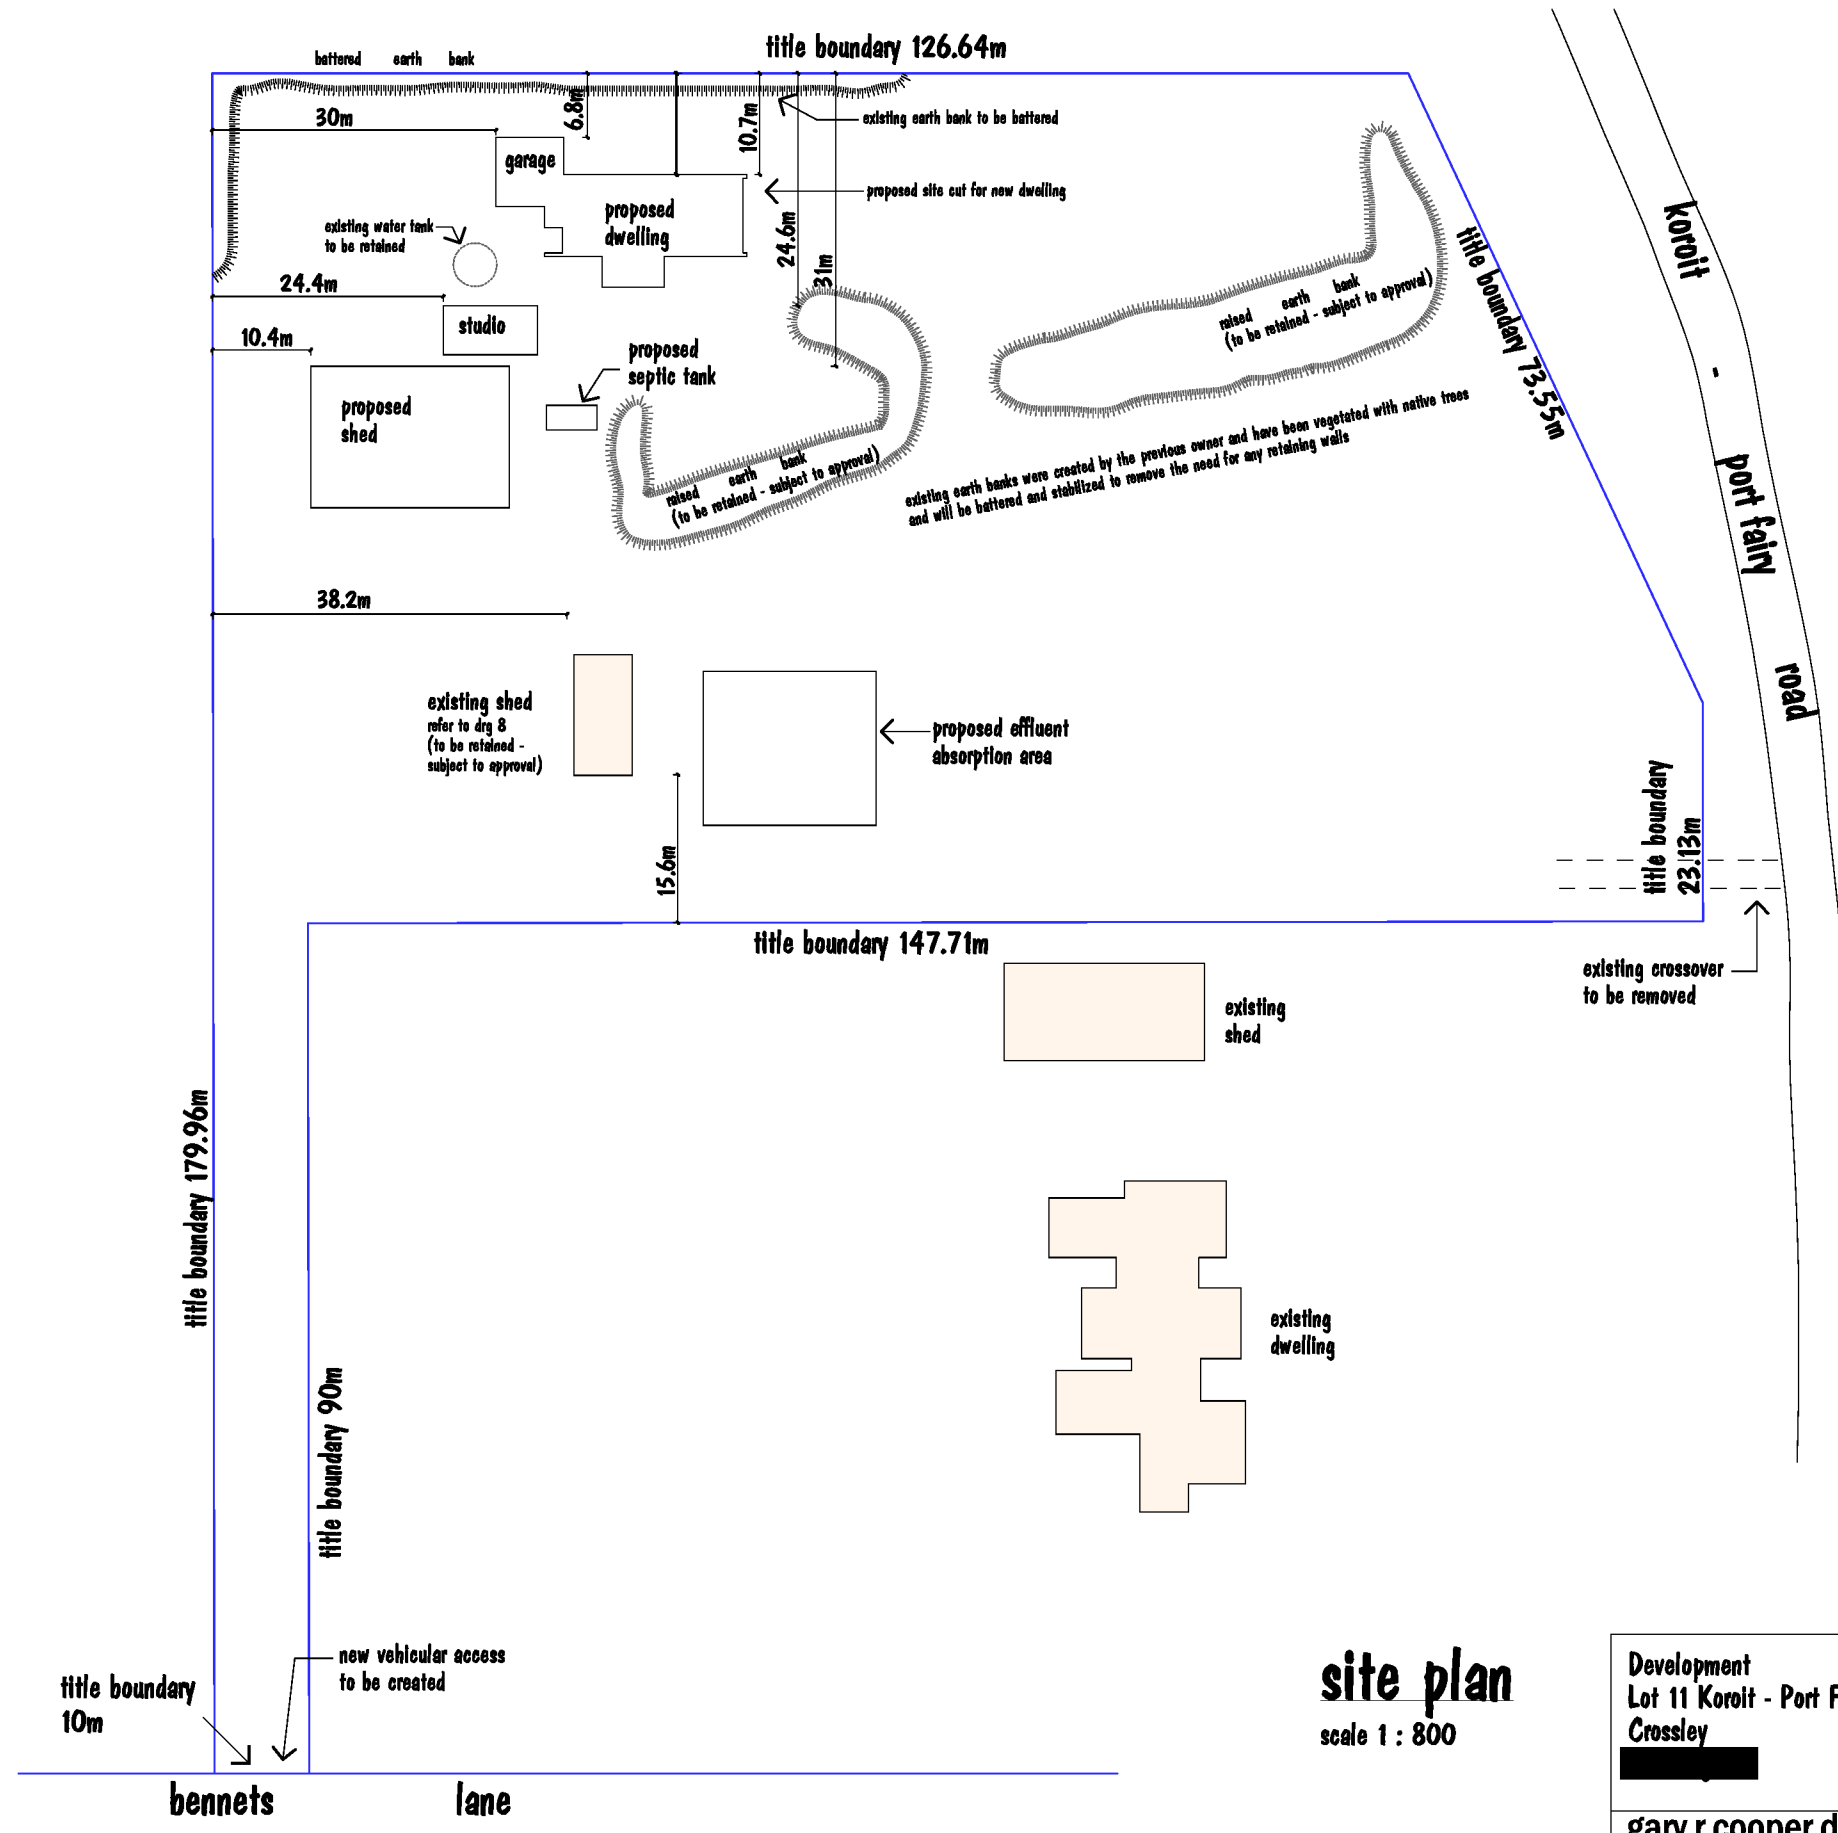 title boundary 126.64m
battered earth bank
30m
6.8m
10.7m
existing earth bank to be battered
garage
proposed site cut for new dwelling
proposed
dwelling
existing water tank
to be retained
24.6m
31m
24.4m
studio
10.4m
proposed
septic tank
proposed
shed
raised earth bank
(to be retained - subject to approval)
raised earth bank
(to be retained - subject to approval)
existing earth banks were created by the previous owner and have been vegetated with native trees
and will be battered and stabilized to remove the need for any retaining walls
title boundary 73.55m
koroit - port fairy road
38.2m
existing shed
refer to drg 8
(to be retained -
subject to approval)
proposed effluent
absorption area
15.6m
title boundary
23.13m
title boundary 147.71m
existing crossover
to be removed
existing
shed
title boundary 179.96m
existing
dwelling
title boundary 90m
new vehicular access
to be created
title boundary
10m
bennets lane
site plan
scale 1 : 800
Development
Lot 11 Koroit - Port F
Crossley
gary r cooper d